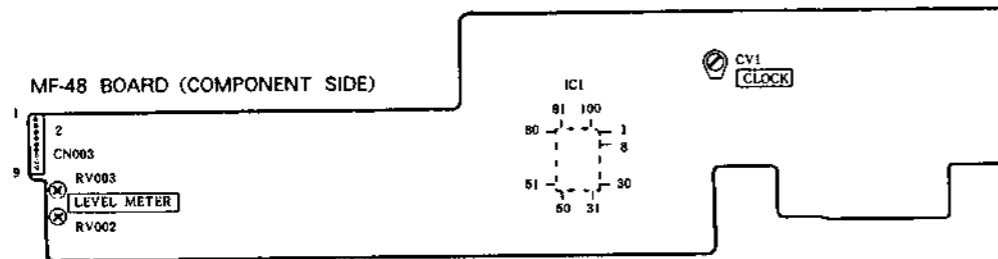 MF-48 BOARD (COMPONENT SIDE)
CV1
CLOCK
IC1
81 100
80 1
8
51 30
50 31
1
2
CN003
9
RV003
LEVEL METER
RV002